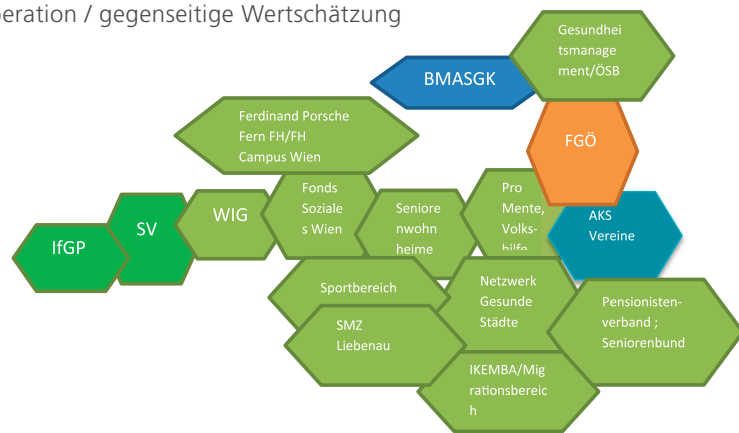 eration / gegenseitige Wertschätzung
Gesundhei
tsmanage
ment/ÖSB
BMASGK
FGÖ
Ferdinand Porsche
Fern FH/FH
Campus Wien
Fonds
Soziale
s Wien
Seniore
nwohn
heime
Pro
Mente,
Volks-
hilfe
AKS
Vereine
WIG
SV
IfGP
Sportbereich
Netzwerk
Gesunde
Städte
Pensionisten-
verband ;
Seniorenbund
SMZ
Liebenau
IKEMBA/Mig
rationsbereic
h